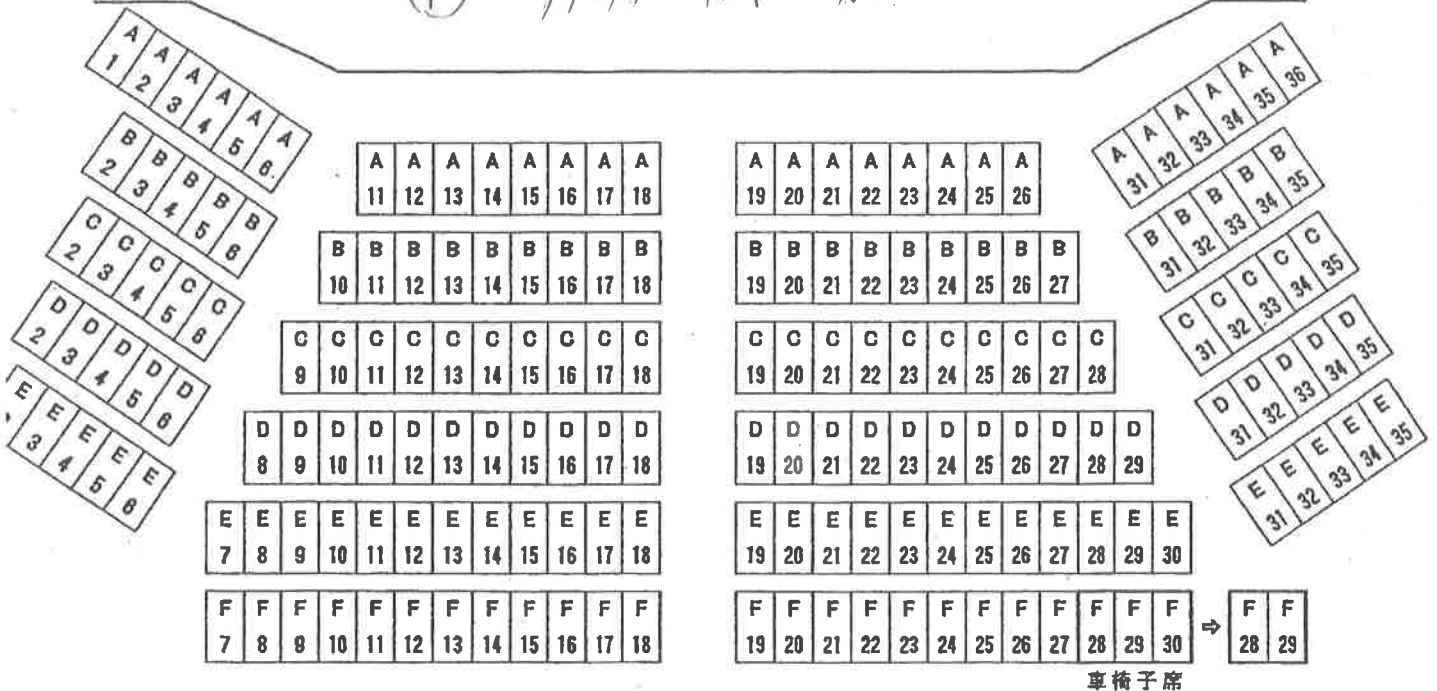 A A A A A A
1 2 3 4 5 6
B B B B B
2 3 4 5 6
C C C C C
2 3 4 5 6
D D D D D
2 3 4 5 6
E E E E E
3 4 5 6
A A A A A A A A
11 12 13 14 15 16 17 18
B B B B B B B B B
10 11 12 13 14 15 16 17 18
C C C C C C C C C C
9 10 11 12 13 14 15 16 17 18
D D D D D D D D D D D
8 9 10 11 12 13 14 15 16 17 18
E E E E E E E E E E E E
7 8 9 10 11 12 13 14 15 16 17 18
F F F F F F F F F F F F
7 8 9 10 11 12 13 14 15 16 17 18
A A A A A A A A
19 20 21 22 23 24 25 26
B B B B B B B B B
19 20 21 22 23 24 25 26 27
C C C C C C C C C C
19 20 21 22 23 24 25 26 27 28
D D D D D D D D D D D
19 20 21 22 23 24 25 26 27 28 29
E E E E E E E E E E E E
19 20 21 22 23 24 25 26 27 28 29 30
F F F F F F F F F F F F ⇨ F F
19 20 21 22 23 24 25 26 27 28 29 30 28 29
車椅子席
A A A A A A
31 32 33 34 35 36
B B B B B
31 32 33 34 35
C C C C C
31 32 33 34 35
D D D D D
31 32 33 34 35
E E E E E
31 32 33 34 35